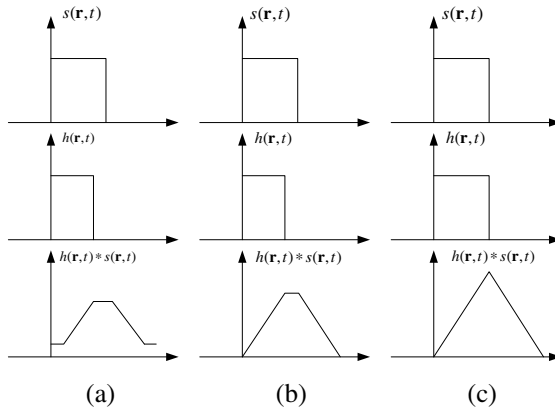 s(r,t) s(r,t) s(r,t)
h(r,t) h(r,t) h(r,t)
h(r,t)*s(r,t) h(r,t)*s(r,t) h(r,t)*s(r,t)
(a) (b) (c)